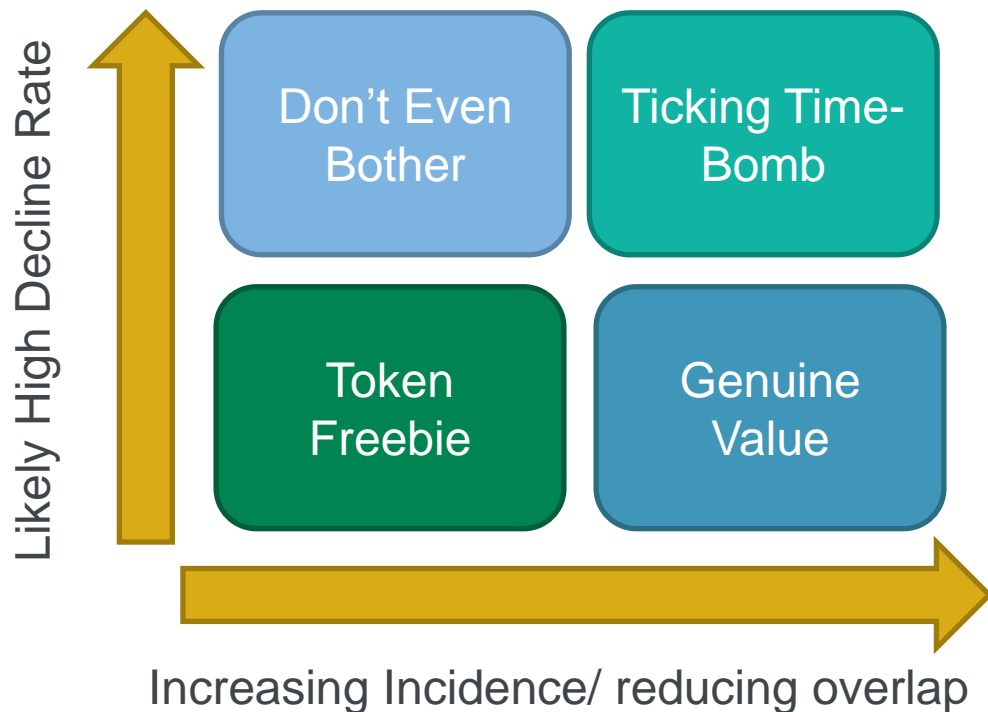 Likely High Decline Rate
Don’t Even
Bother
Ticking Time-
Bomb
Token
Freebie
Genuine
Value
Increasing Incidence/ reducing overlap